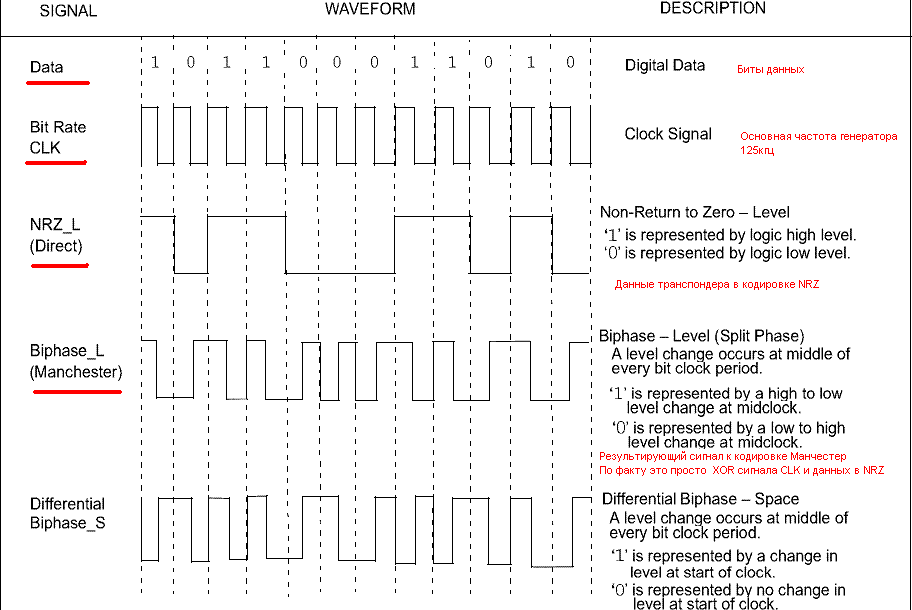 SIGNAL WAVEFORM DESCRIPTION
Data 1 0 1 1 0 0 0 1 1 0 1 0 Digital Data Биты данных
Bit Rate
CLK
Clock Signal
Основная частота генератора
125кгц
NRZ_L
(Direct)
Non-Return to Zero – Level
‘1’ is represented by logic high level.
‘0’ is represented by logic low level.
Данные транспондера в кодировке NRZ
Biphase_L
(Manchester)
Biphase – Level (Split Phase)
A level change occurs at middle of
every bit clock period.
‘1’ is represented by a high to low
level change at midclock.
‘0’ is represented by a low to high
level change at midclock.
Результирующий сигнал к кодировке Манчестер
По факту это просто XOR сигнала CLK и данных в NRZ
Differential
Biphase_S
Differential Biphase – Space
A level change occurs at middle of
every bit clock period.
‘1’ is represented by a change in
level at start of clock.
‘0’ is represented by no change in
level at start of clock.